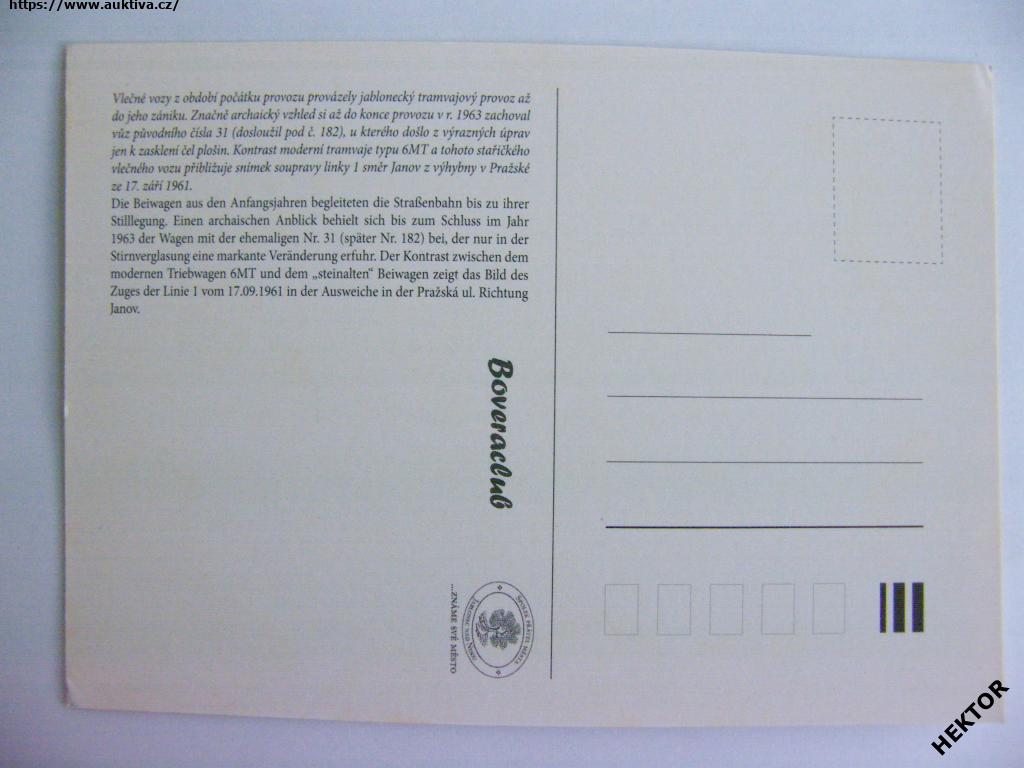 https://www.auktiva.cz/
Vlečné vozy z období počátku provozu provázely jablonecký tramvajový provoz až
do jeho zániku. Značně archaický vzhled si až do konce provozu v r. 1963 zachoval
vůz původního čísla 31 (dosloužil pod č. 182), u kterého došlo z výrazných úprav
jen k zasklení čel plošin. Kontrast moderní tramvaje typu 6MT a tohoto stařičkého
vlečného vozu přibližuje snímek soupravy linky 1 směr Janov z výhybny v Pražské
ze 17. září 1961.
Die Beiwagen aus den Anfangsjahren begleiteten die Straßenbahn bis zu ihrer
Stilllegung. Einen archaischen Anblick behielt sich bis zum Schluss im Jahr
1963 der Wagen mit der ehemaligen Nr. 31 (später Nr. 182) bei, der nur in der
Stirnverglasung eine markante Veränderung erfuhr. Der Kontrast zwischen dem
modernen Triebwagen 6MT und dem „steinalten" Beiwagen zeigt das Bild des
Zuges der Linie 1 vom 17.09.1961 in der Ausweiche in der Pražská ul. Richtung
Janov.
Boveraclub
SPOLEK PŘÁTEL MĚSTA
...ZNÁME SVÉ MĚSTO
HEKTOR